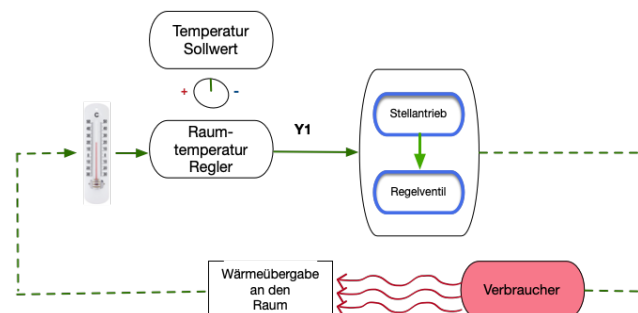 Temperatur
Sollwert
+ -
C
Raum-
temperatur
Regler
Y1
Stellantrieb
Regelventil
Wärmeübergabe
an den
Raum
Verbraucher